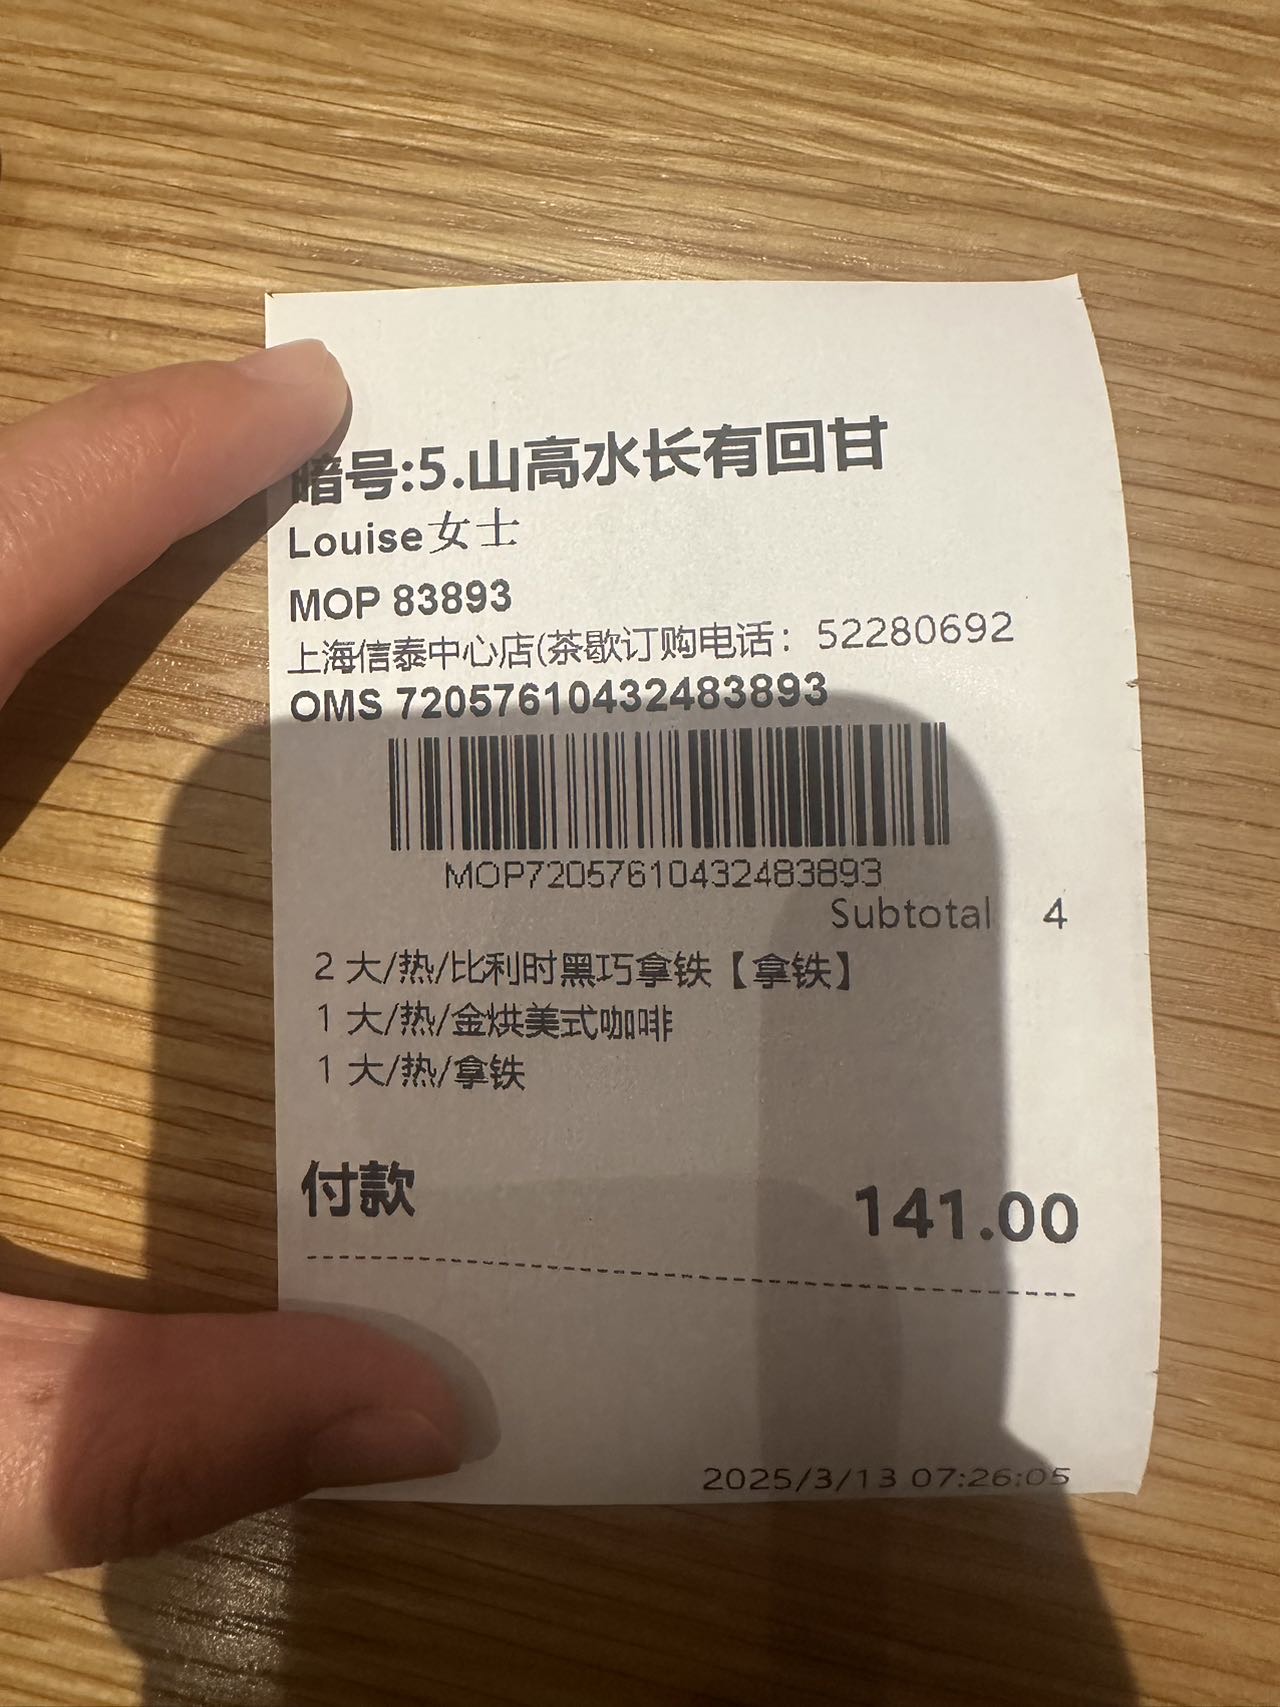 暗号:5.山高水长有回甘
Louise女士
MOP 83893
上海信泰中心店(茶歇订购电话：52280692
OMS 72057610432483893
MOP72057610432483893
Subtotal 4
2 大/热/比利时黑巧拿铁【拿铁】
1 大/热/金烘美式咖啡
1 大/热/拿铁
付款 141.00
2025/3/13 07:26:05